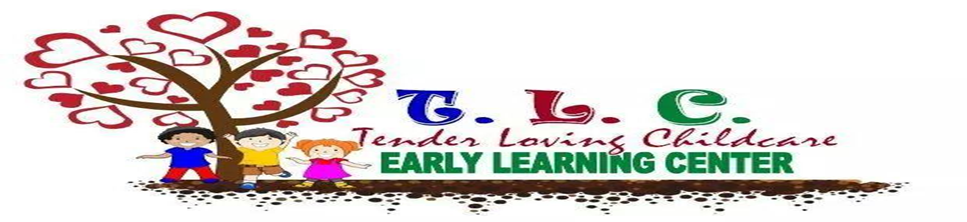 T. L. C.
Tender Loving Childcare
EARLY LEARNING CENTER